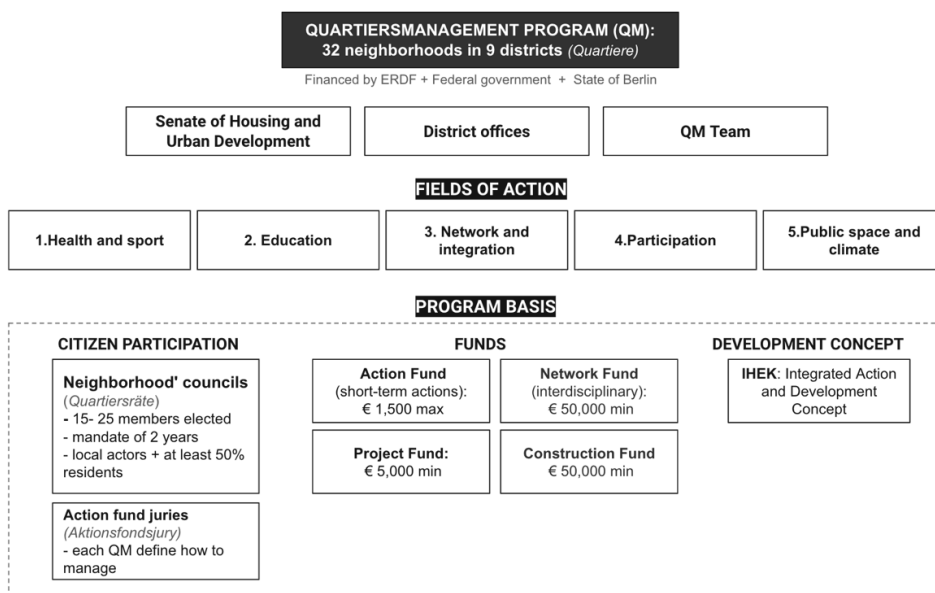 QUARTIERSMANAGEMENT PROGRAM (QM):
32 neighborhoods in 9 districts (Quartiere)
Financed by ERDF + Federal government + State of Berlin
Senate of Housing and
Urban Development
District offices
QM Team
FIELDS OF ACTION
1.Health and sport
2. Education
3. Network and
integration
4.Participation
5.Public space and
climate
PROGRAM BASIS
CITIZEN PARTICIPATION
Neighborhood' councils
(Quartiersräte)
- 15- 25 members elected
- mandate of 2 years
- local actors + at least 50%
residents
Action fund juries
(Aktionsfondsjury)
- each QM define how to
manage
FUNDS
Action Fund
(short-term actions):
€ 1,500 max
Network Fund
(interdisciplinary):
€ 50,000 min
Project Fund:
€ 5,000 min
Construction Fund
€ 50,000 min
DEVELOPMENT CONCEPT
IHEK: Integrated Action
and Development
Concept